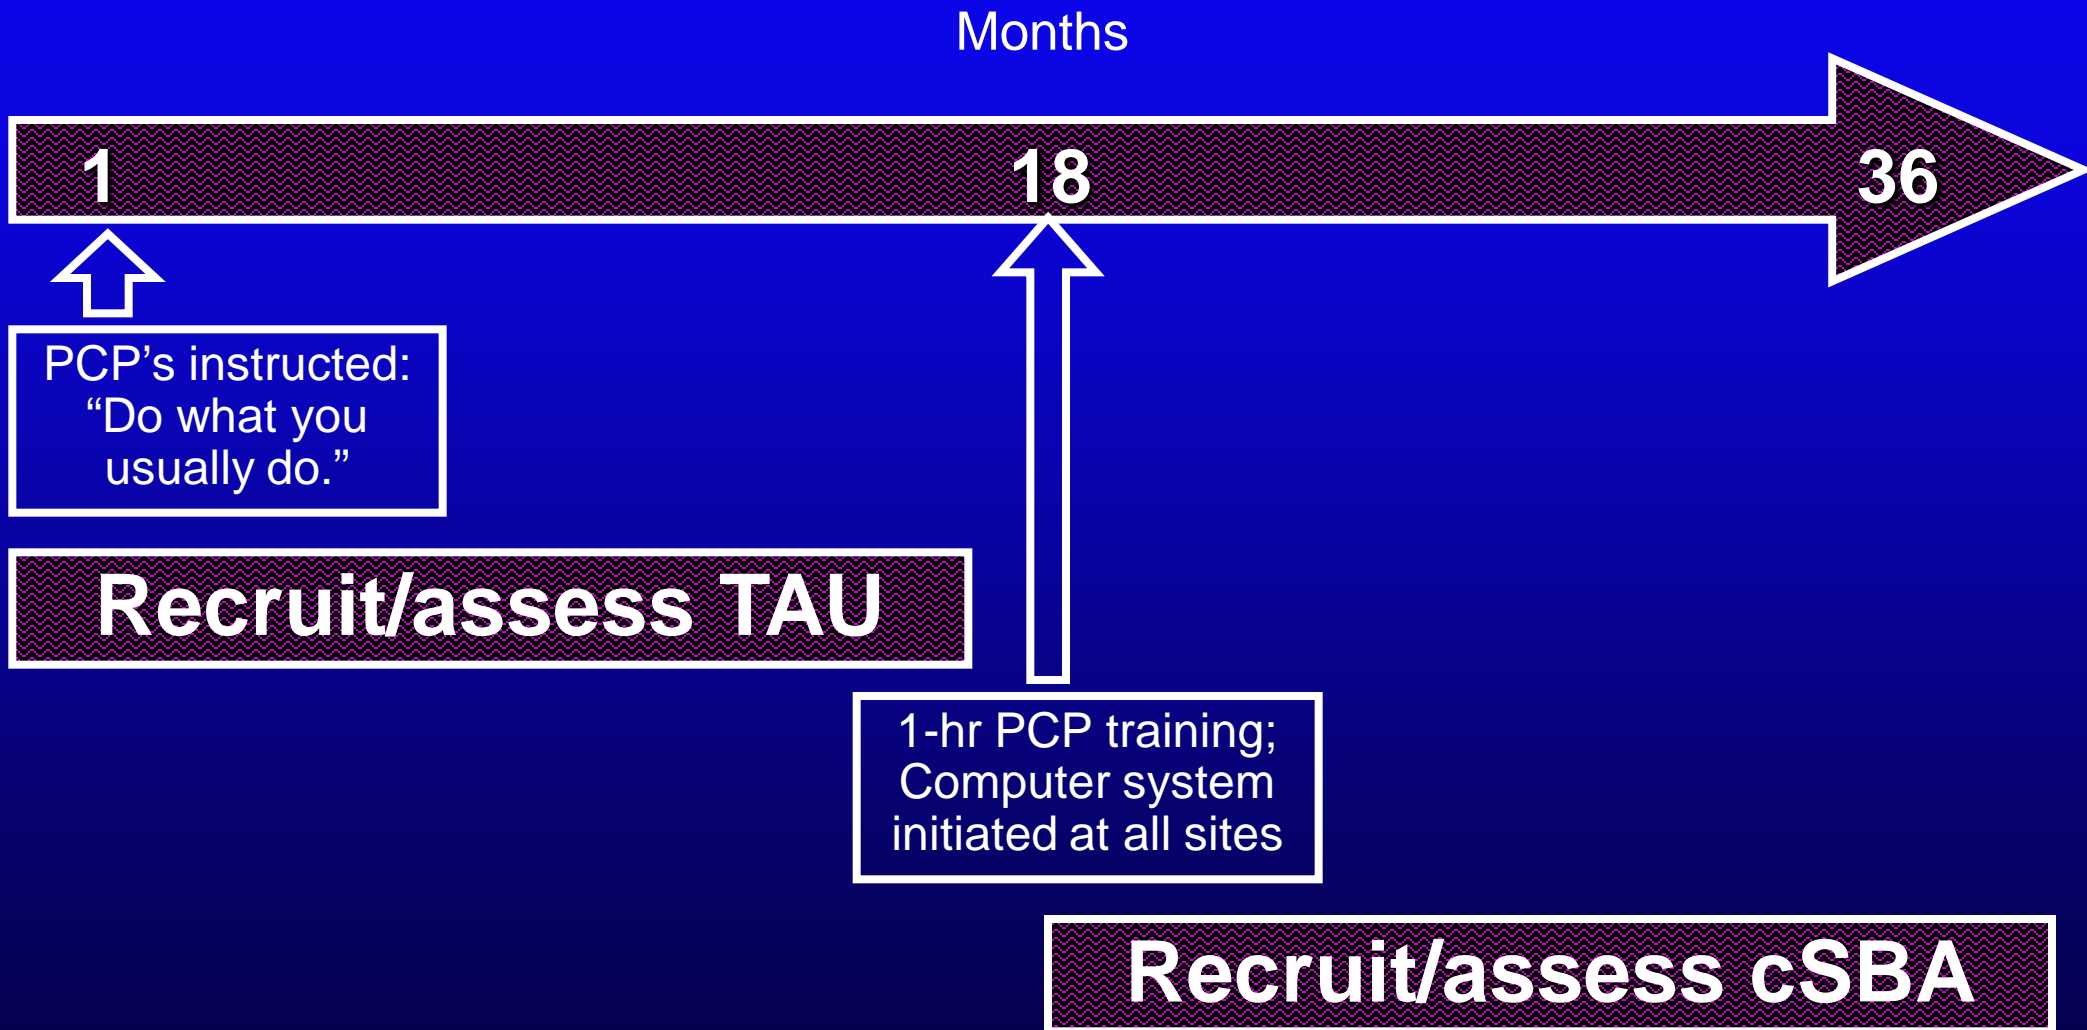 Months
1 18 36
PCP’s instructed:
“Do what you
usually do.”
Recruit/assess TAU
1-hr PCP training;
Computer system
initiated at all sites
Recruit/assess cSBA